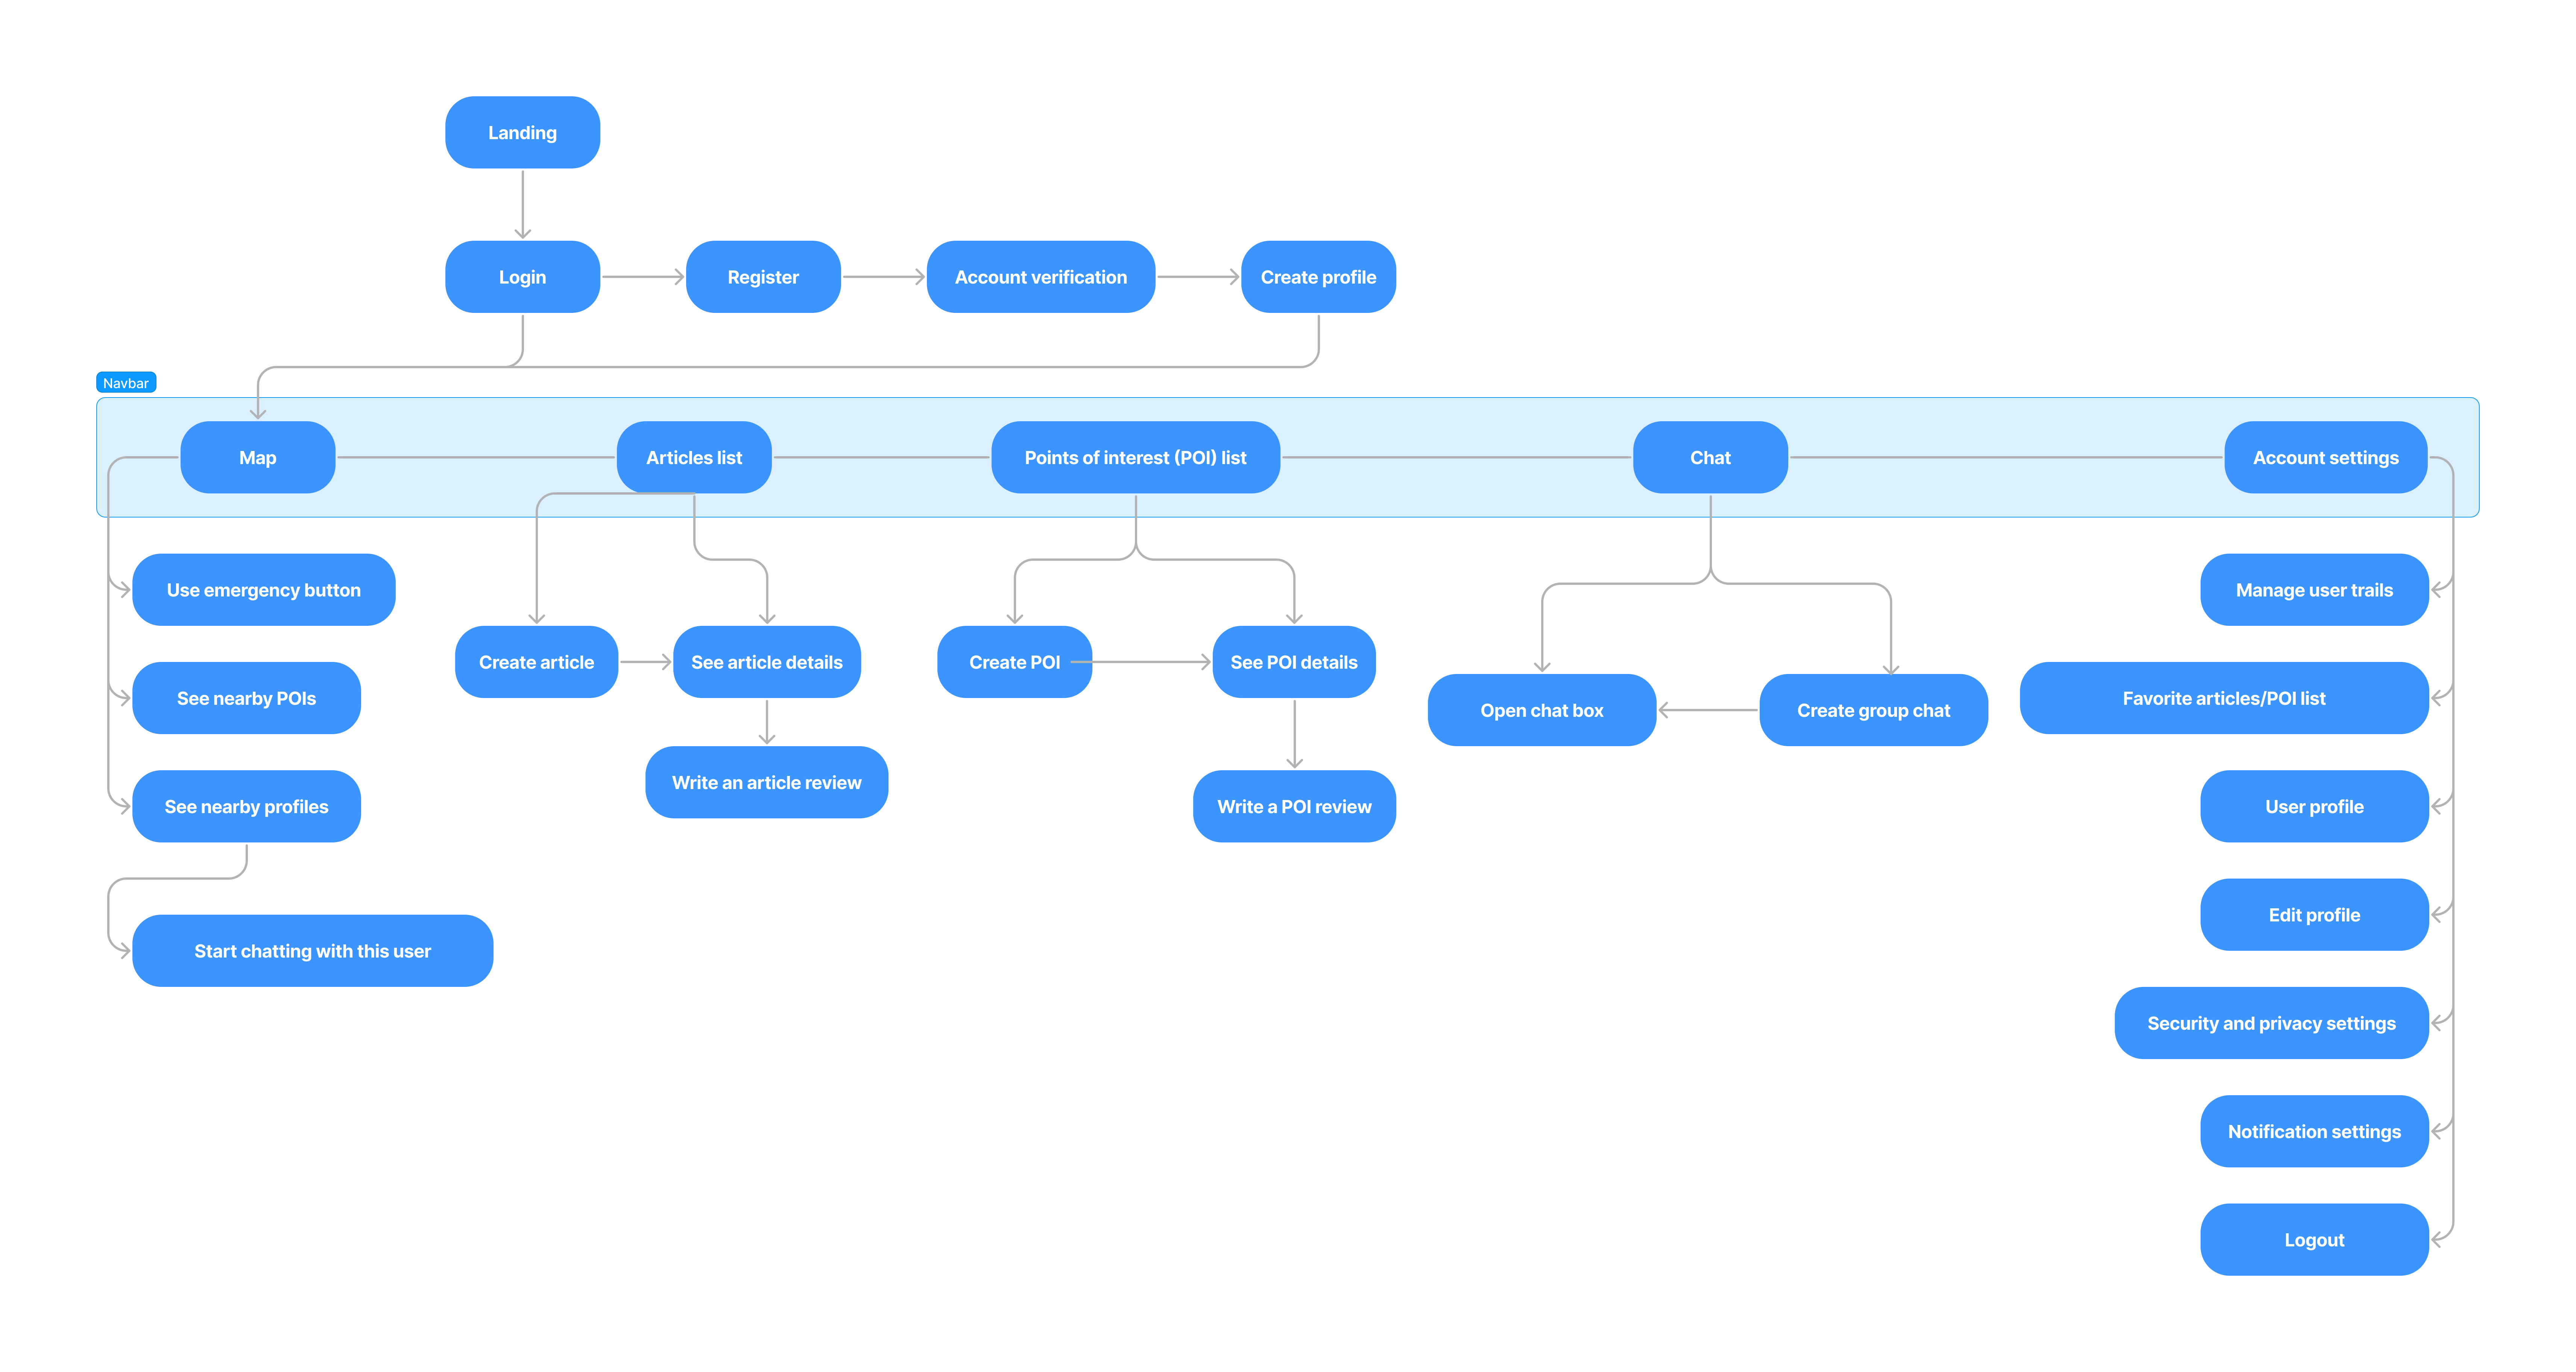 Landing
Login
Register
Account verification
Create profile
Navbar
Map
Articles list
Points of interest (POI) list
Chat
Account settings
Use emergency button
Manage user trails
Create article
See article details
Create POI
See POI details
See nearby POIs
Open chat box
Create group chat
Favorite articles/POI list
Write an article review
See nearby profiles
Write a POI review
User profile
Edit profile
Start chatting with this user
Security and privacy settings
Notification settings
Logout